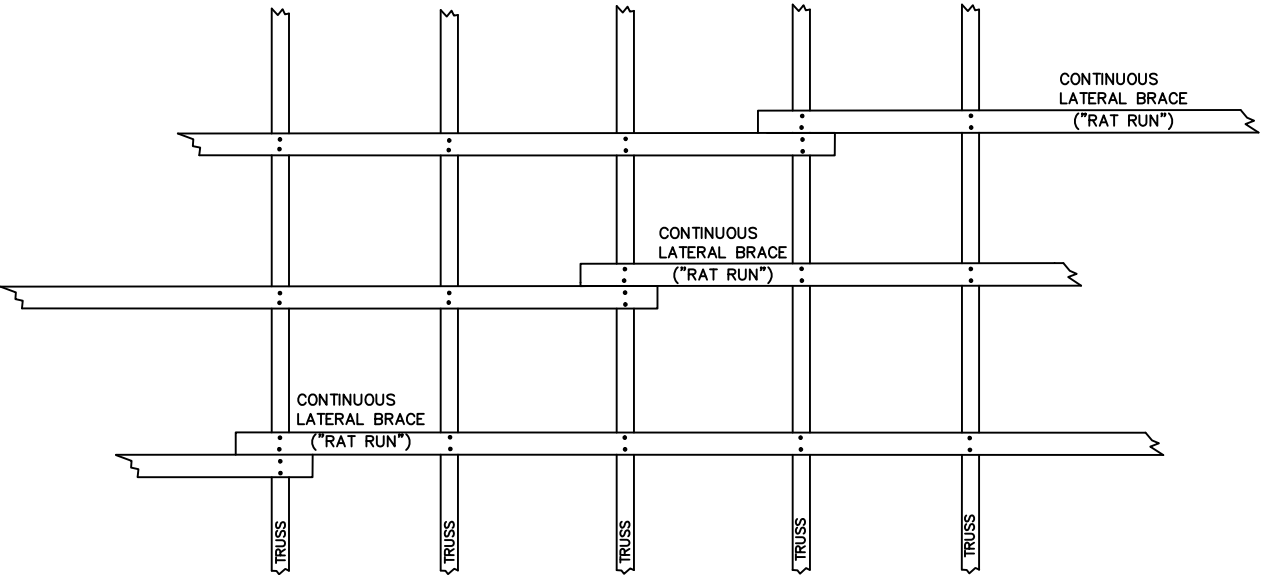 CONTINUOUS
LATERAL BRACE
("RAT RUN")
CONTINUOUS
LATERAL BRACE
("RAT RUN")
CONTINUOUS
LATERAL BRACE
("RAT RUN")
TRUSS
TRUSS
TRUSS
TRUSS
TRUSS